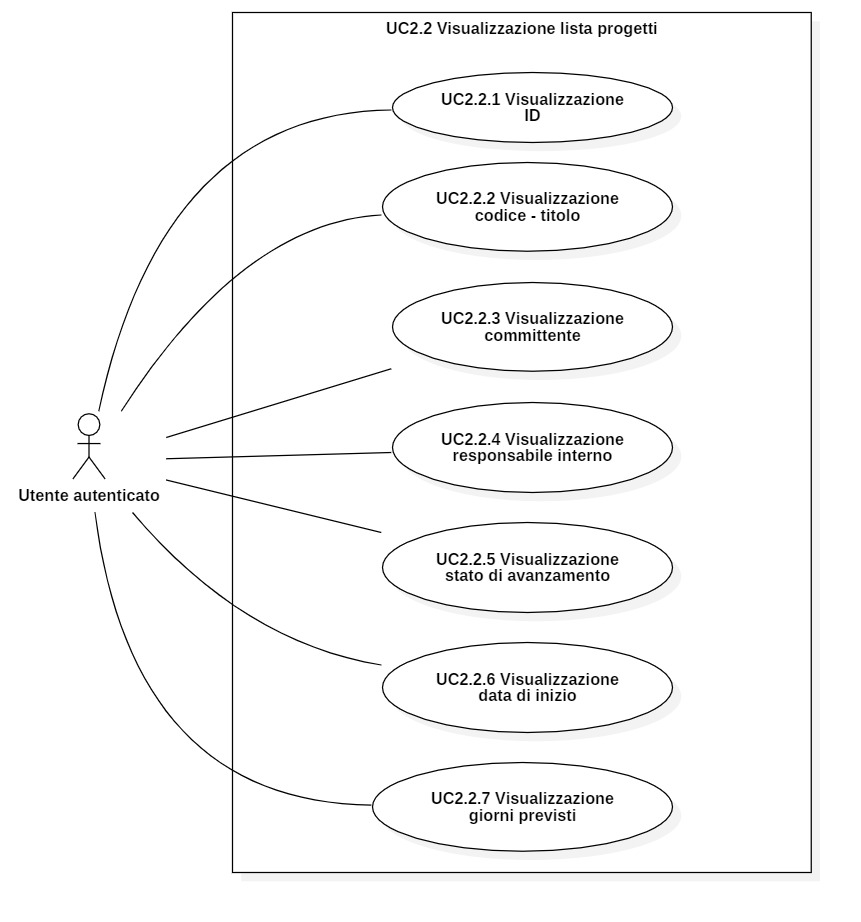 UC2.2 Visualizzazione lista progetti
UC2.2.1 Visualizzazione
ID
UC2.2.2 Visualizzazione
codice - titolo
UC2.2.3 Visualizzazione
committente
UC2.2.4 Visualizzazione
responsabile interno
Utente autenticato
UC2.2.5 Visualizzazione
stato di avanzamento
UC2.2.6 Visualizzazione
data di inizio
UC2.2.7 Visualizzazione
giorni previsti